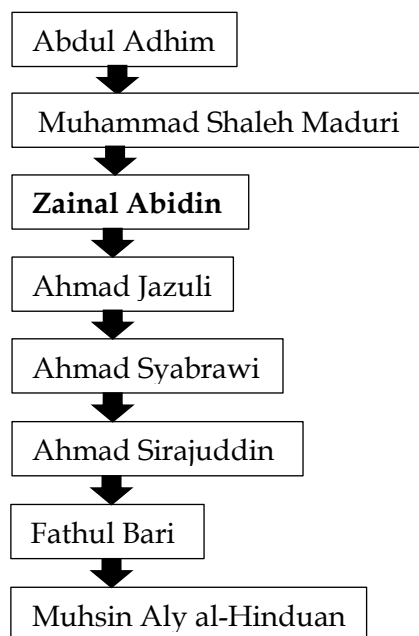 Abdul Adhim
Muhammad Shaleh Maduri
Zainal Abidin
Ahmad Jazuli
Ahmad Syabrawi
Ahmad Sirajuddin
Fathul Bari
Muhsin Aly al-Hinduan